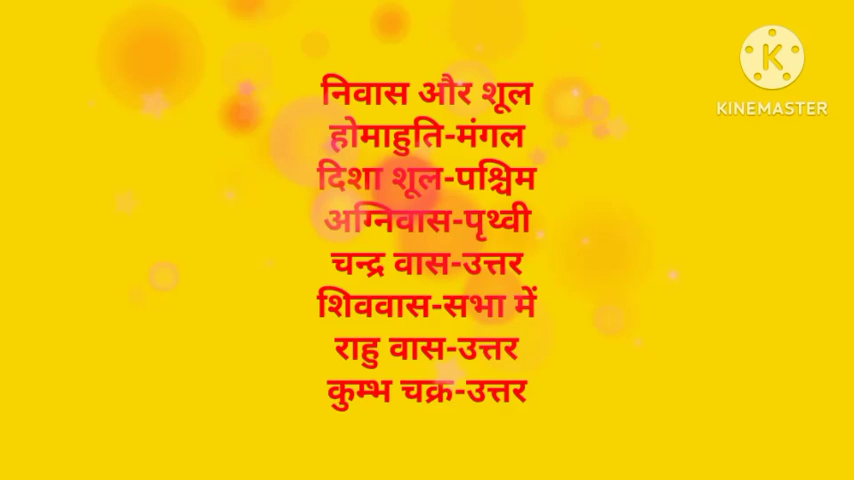 निवास और शूल
होमाहुति-मंगल
दिशा शूल-पश्चिम
अग्निवास-पृथ्वी
चन्द्र वास-उत्तर
शिववास-सभा में
राहु वास-उत्तर
कुम्भ चक्र-उत्तर
K
KINEMASTER